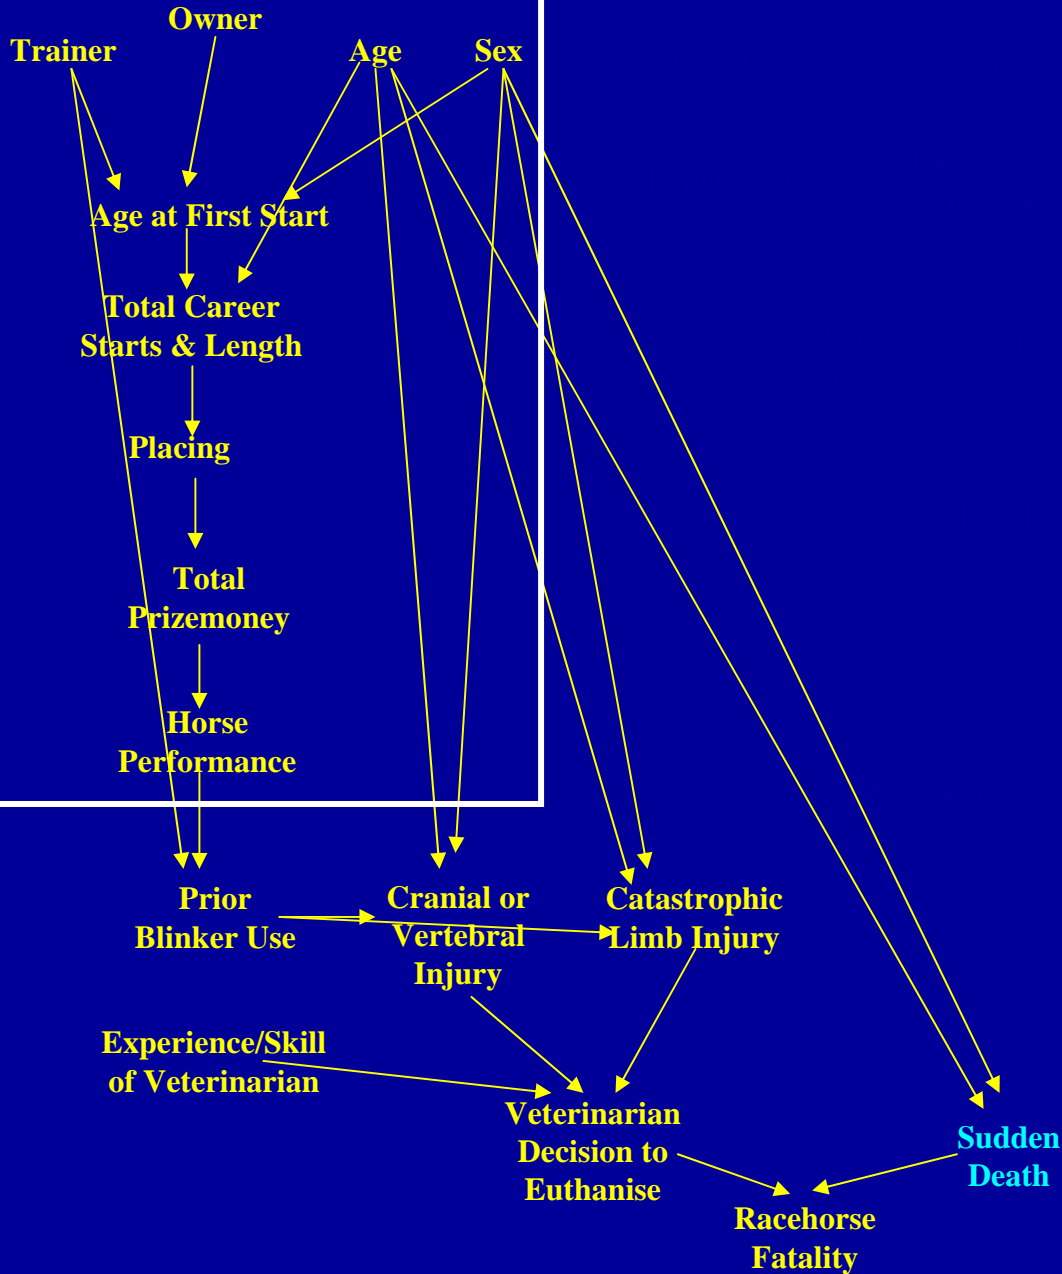 Owner
Trainer
Age
Sex
Age at First Start
Total Career
Starts & Length
Placing
Total
Prizemoney
Horse
Performance
Prior
Blinker Use
Cranial or
Vertebral
Injury
Catastrophic
Limb Injury
Experience/Skill
of Veterinarian
Veterinarian
Decision to
Euthanise
Sudden
Death
Racehorse
Fatality